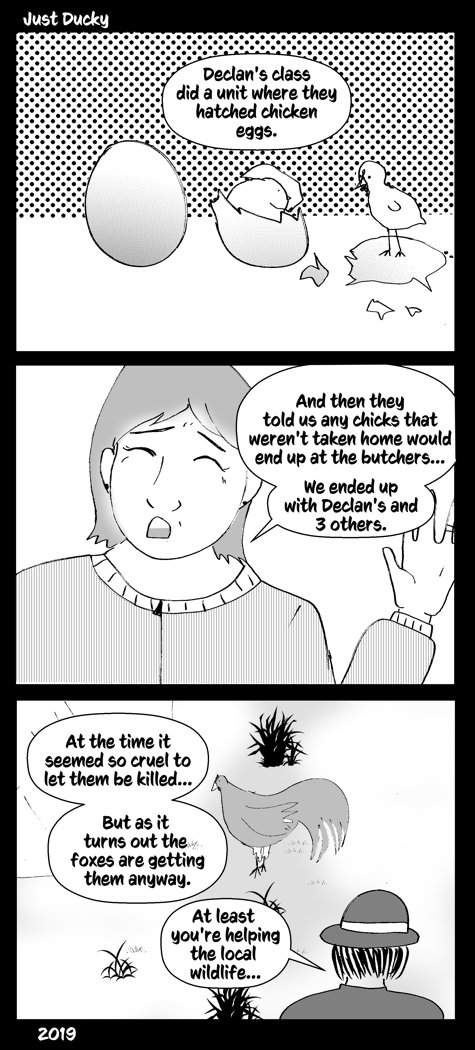 Just Ducky
Declan's class
did a unit where they
hatched chicken
eggs.
And then they
told us any chicks that
weren't taken home would
end up at the butchers...
We ended up
with Declan's and
3 others.
At the time it
seemed so cruel to
let them be killed...
But as it
turns out the
foxes are getting
them anyway.
At least
you're helping
the local
wildlife...
2019